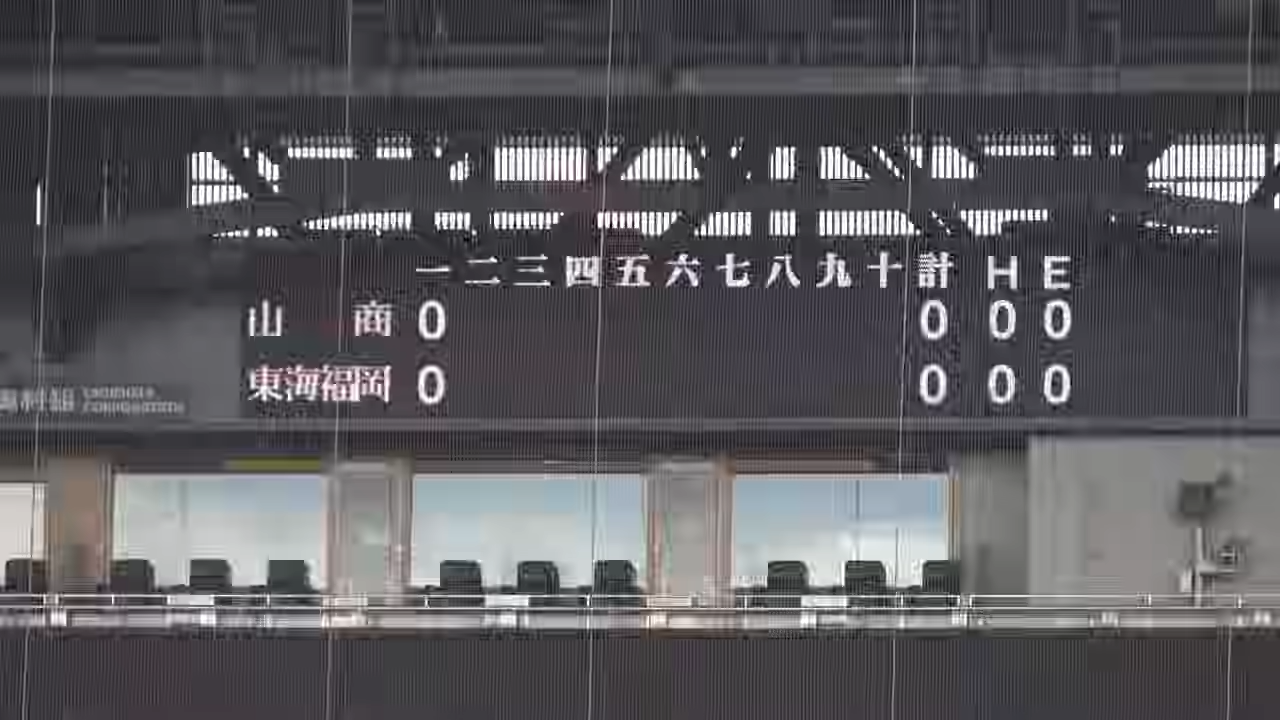 一 二 三 四 五 六 七 八 九 十 計 H E
山 商 0 0 0 0
東海福岡 0 0 0 0